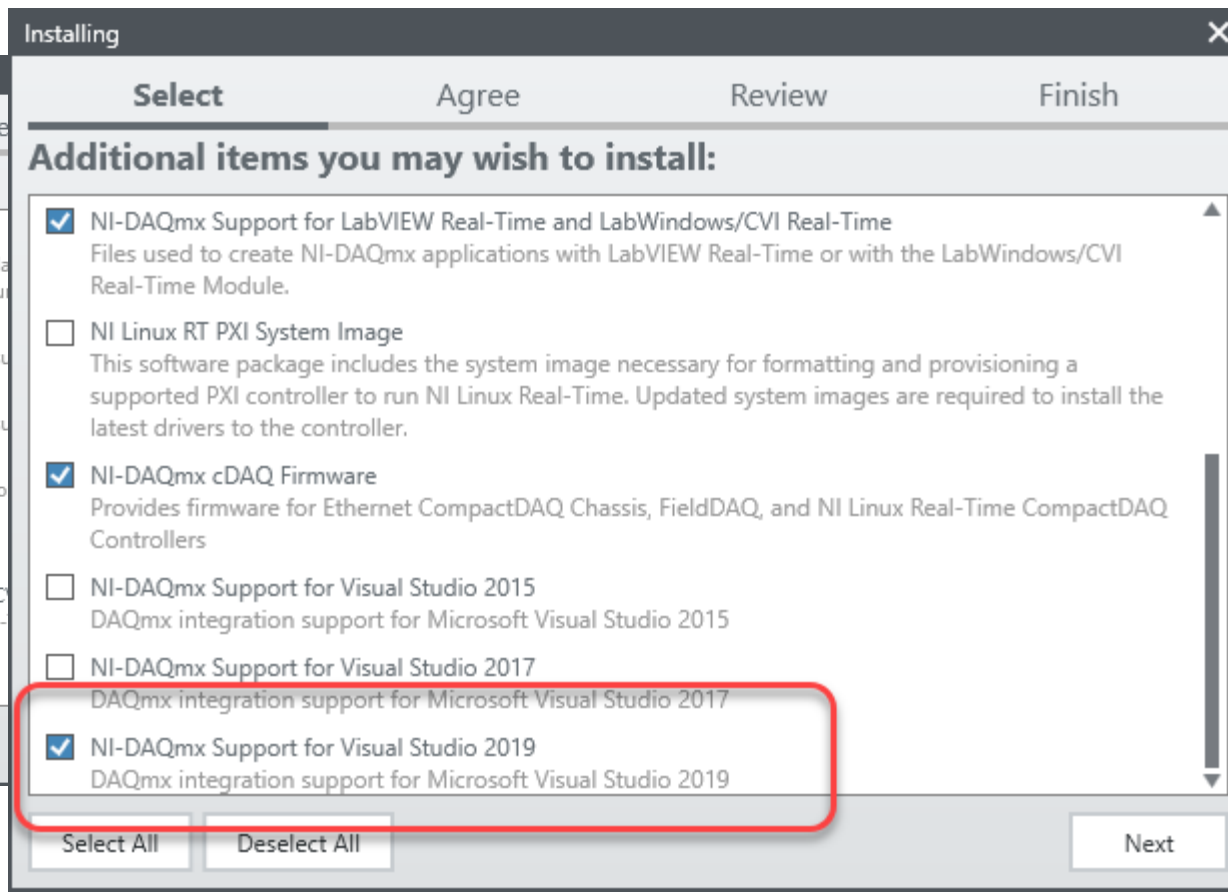 Installing
Select Agree Review Finish
Additional items you may wish to install:
NI-DAQmx Support for LabVIEW Real-Time and LabWindows/CVI Real-Time
Files used to create NI-DAQmx applications with LabVIEW Real-Time or with the LabWindows/CVI
Real-Time Module.
NI Linux RT PXI System Image
This software package includes the system image necessary for formatting and provisioning a
supported PXI controller to run NI Linux Real-Time. Updated system images are required to install the
latest drivers to the controller.
NI-DAQmx cDAQ Firmware
Provides firmware for Ethernet CompactDAQ Chassis, FieldDAQ, and NI Linux Real-Time CompactDAQ
Controllers
NI-DAQmx Support for Visual Studio 2015
DAQmx integration support for Microsoft Visual Studio 2015
NI-DAQmx Support for Visual Studio 2017
DAQmx integration support for Microsoft Visual Studio 2017
NI-DAQmx Support for Visual Studio 2019
DAQmx integration support for Microsoft Visual Studio 2019
Select All Deselect All Next